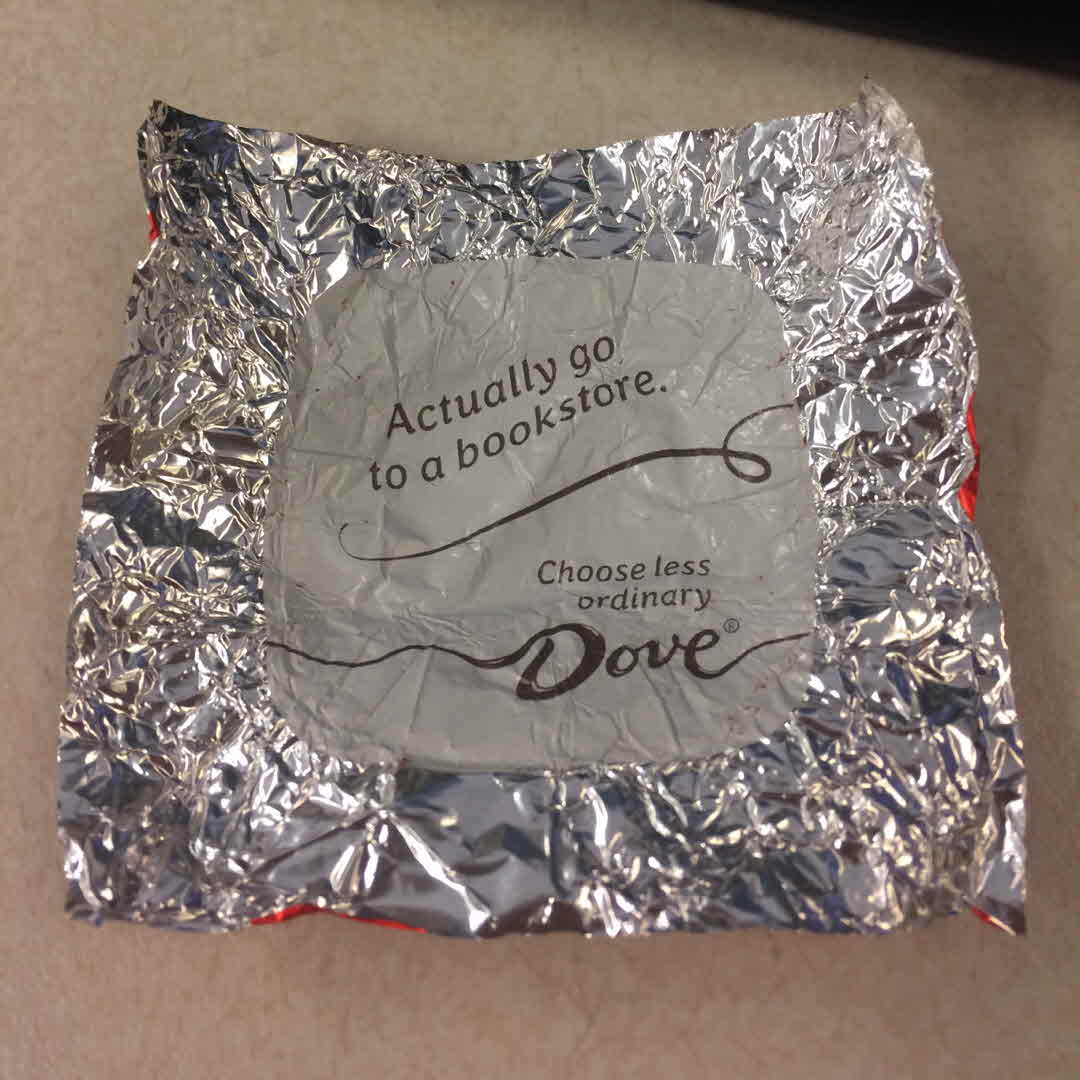 Actually go
to a bookstore.
Choose less
ordinary
Dove®